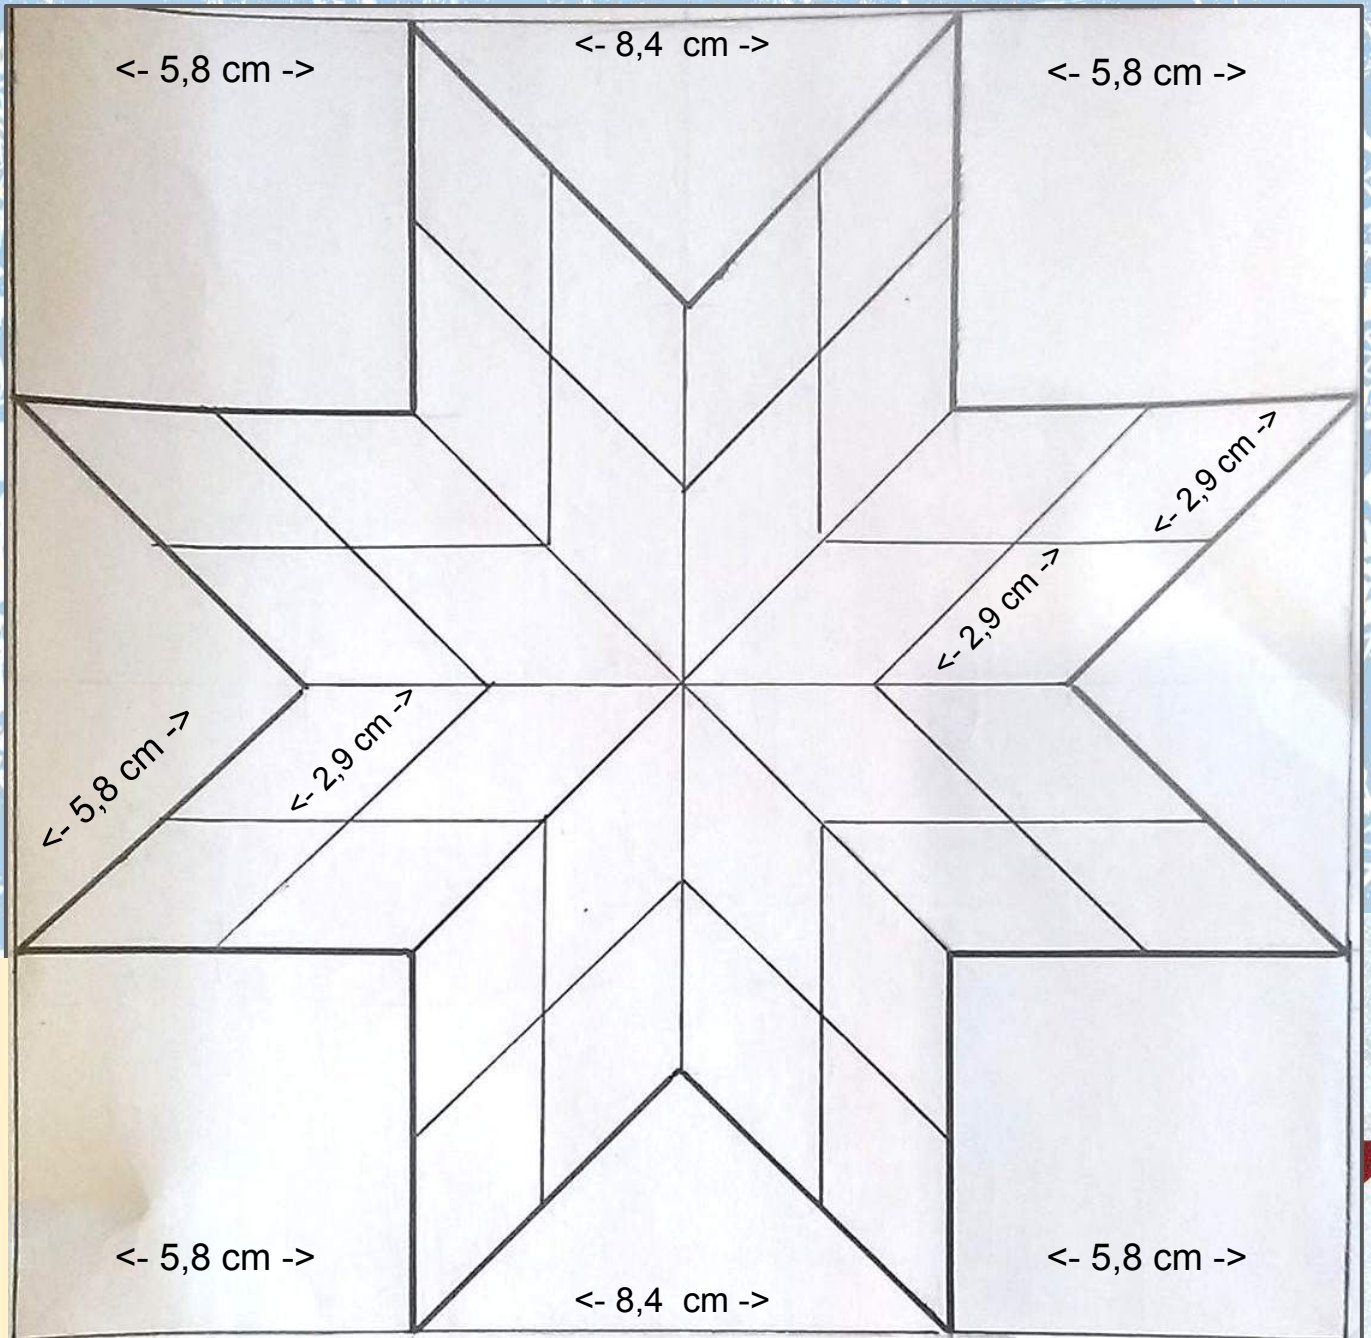 <- 5,8 cm ->
<- 8,4 cm ->
<- 5,8 cm ->
<- 2,9 cm ->
<- 2,9 cm ->
<- 5,8 cm ->
<- 2,9 cm ->
<- 5,8 cm ->
<- 8,4 cm ->
<- 5,8 cm ->